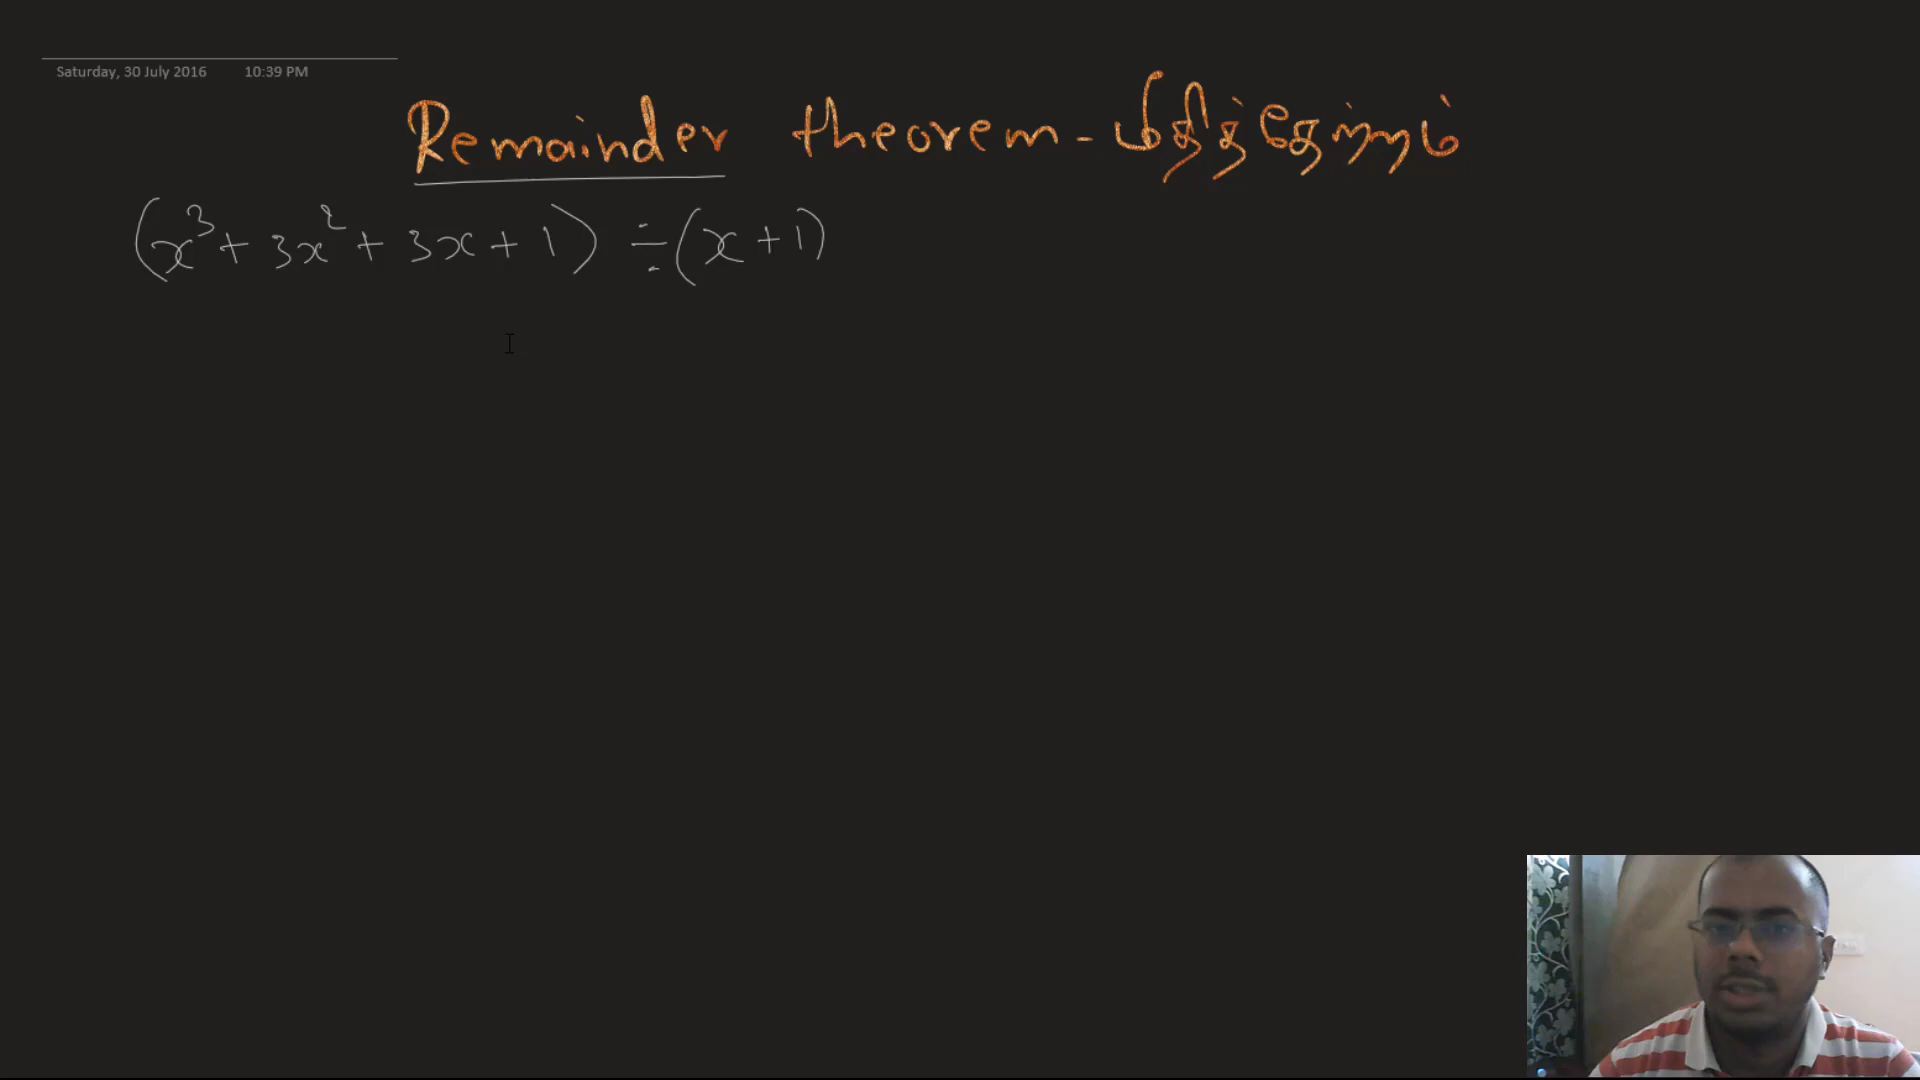 Saturday, 30 July 2016 10:39 PM
Remainder theorem - மீதித்தேற்றம்
(x³ + 3x² + 3x + 1) ÷ (x + 1)